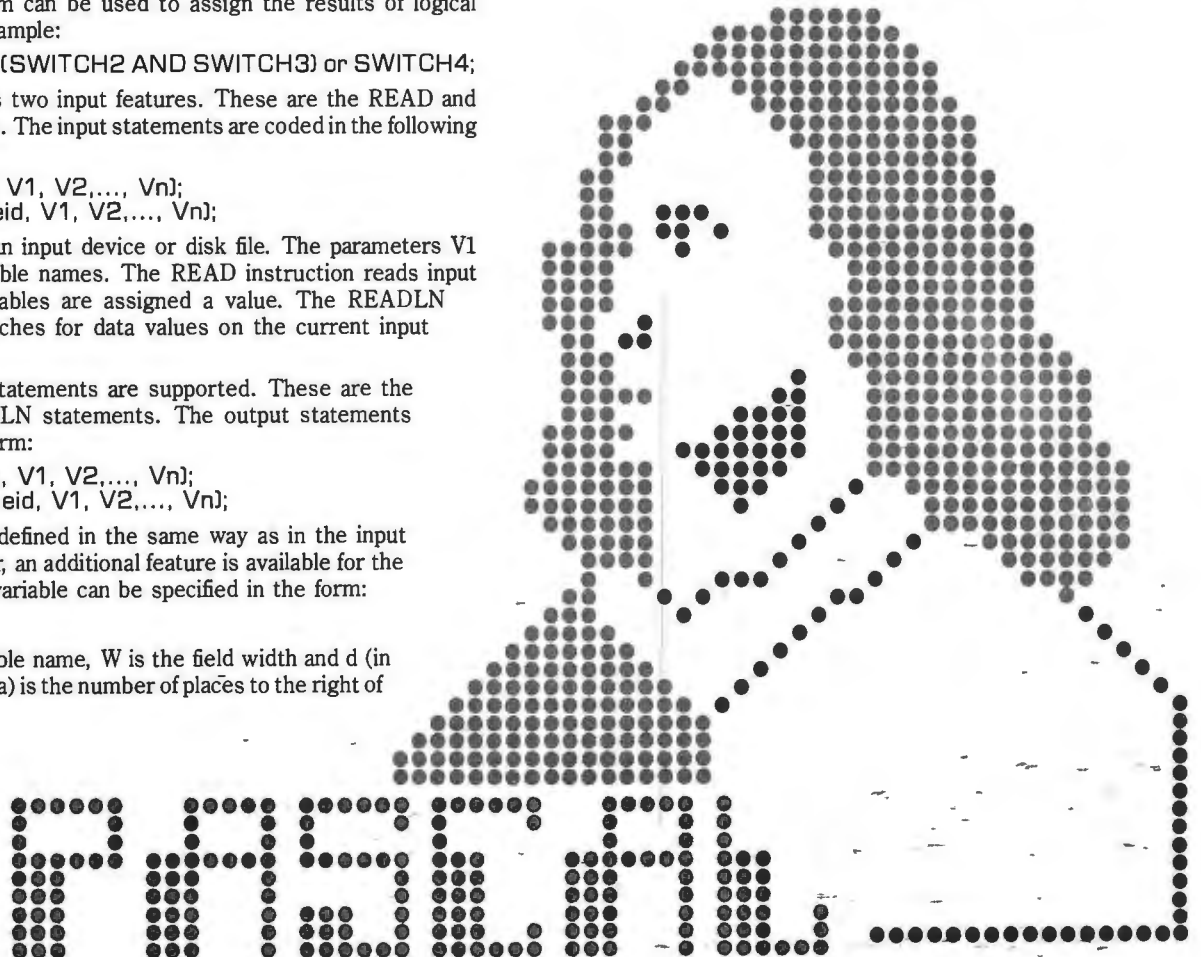 m can be used to assign the results of logical
ample:
(SWITCH2 AND SWITCH3) or SWITCH4;
s two input features. These are the READ and
. The input statements are coded in the following
V1, V2,..., Vn);
eid, V1, V2,..., Vn);
n input device or disk file. The parameters V1
ble names. The READ instruction reads input
ables are assigned a value. The READLN
ches for data values on the current input
statements are supported. These are the
LN statements. The output statements
rm:
, V1, V2,..., Vn);
eid, V1, V2,..., Vn);
defined in the same way as in the input
r, an additional feature is available for the
variable can be specified in the form:
ble name, W is the field width and d (in
a) is the number of places to the right of
PASCAL